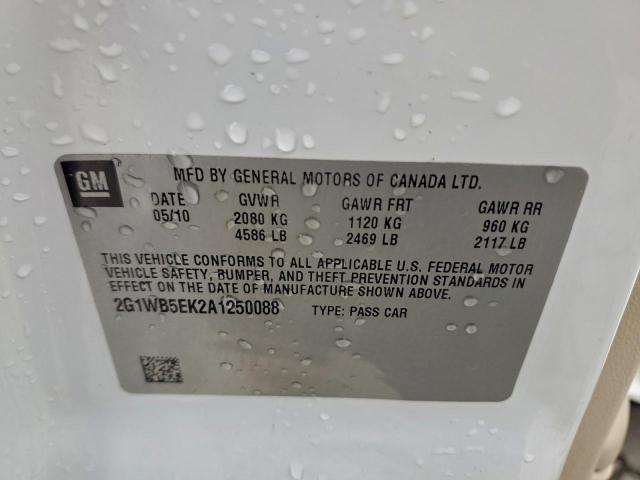 GM
MFD BY GENERAL MOTORS OF CANADA LTD.
DATE GVWR GAWR FRT GAWR RR
05/10 2080 KG 1120 KG 960 KG
4586 LB 2469 LB 2117 LB
THIS VEHICLE CONFORMS TO ALL APPLICABLE U.S. FEDERAL MOTOR
VEHICLE SAFETY, BUMPER, AND THEFT PREVENTION STANDARDS IN
EFFECT ON THE DATE OF MANUFACTURE SHOWN ABOVE.
2G1WB5EK2A1250088 TYPE: PASS CAR